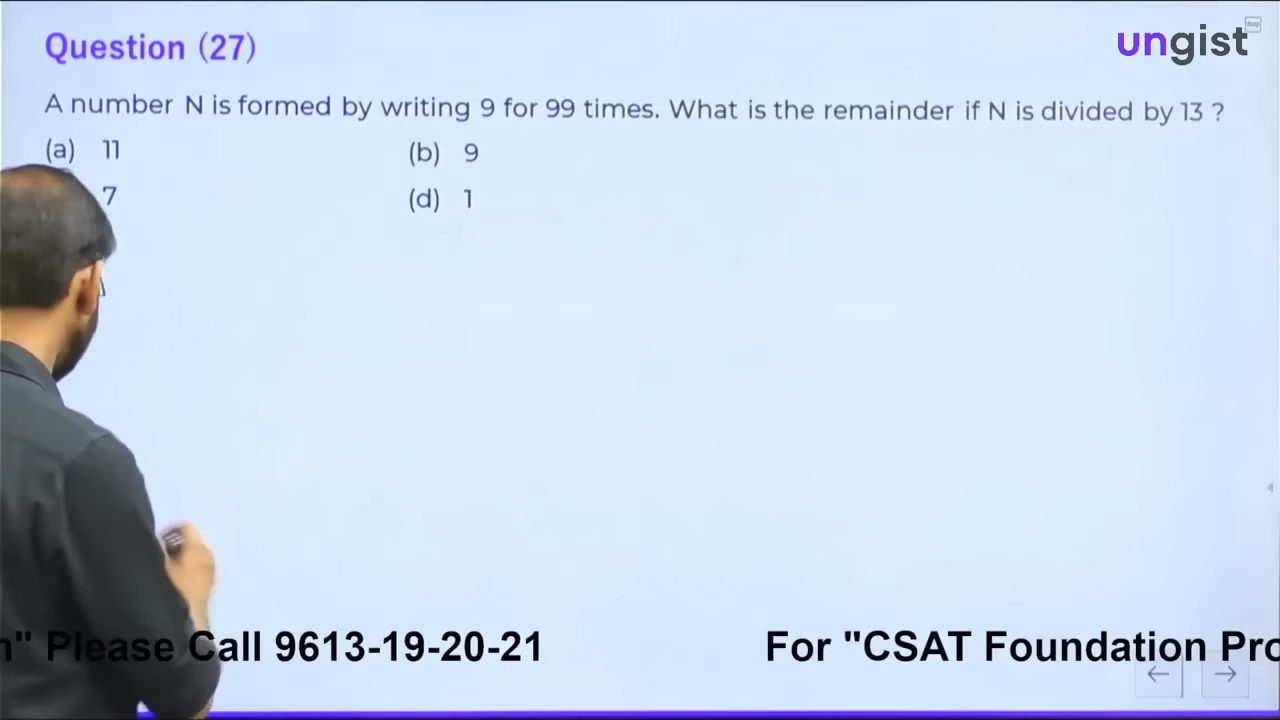 Question (27)
ungist
A number N is formed by writing 9 for 99 times. What is the remainder if N is divided by 13 ?
(a) 11
(b) 9
7
(d) 1
Please Call 9613-19-20-21
For "CSAT Foundation